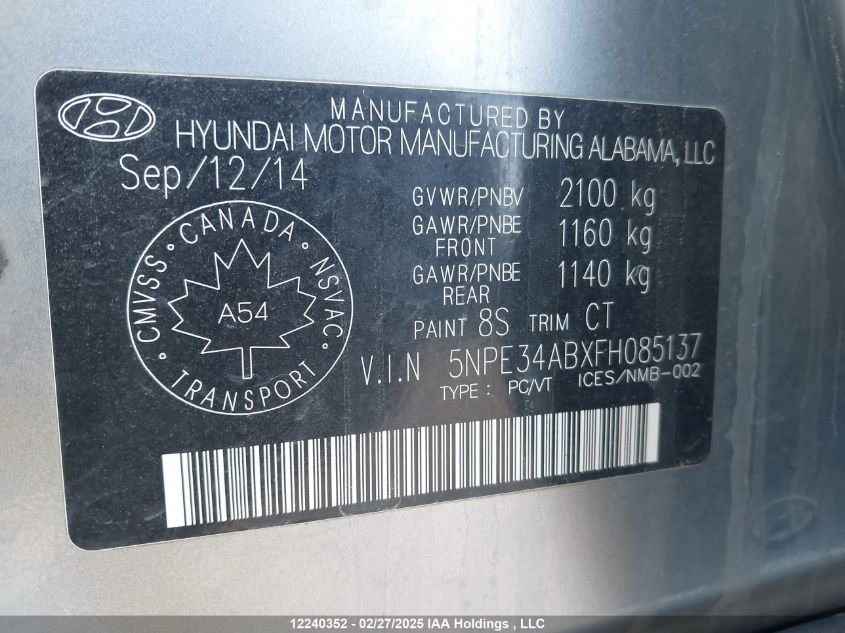 MANUFACTURED BY
HYUNDAI MOTOR MANUFACTURING ALABAMA, LLC
Sep/12/14
GVWR/PNBV 2100 kg
GAWR/PNBE FRONT 1160 kg
GAWR/PNBE REAR 1140 kg
PAINT 8S TRIM CT
V.I.N 5NPE34ABXFH085137
TYPE : PC/VT ICES/NMB-002
CMVSS • CANADA • NSVAC
A54
• TRANSPORT •
12240352 - 02/27/2025 IAA Holdings , LLC